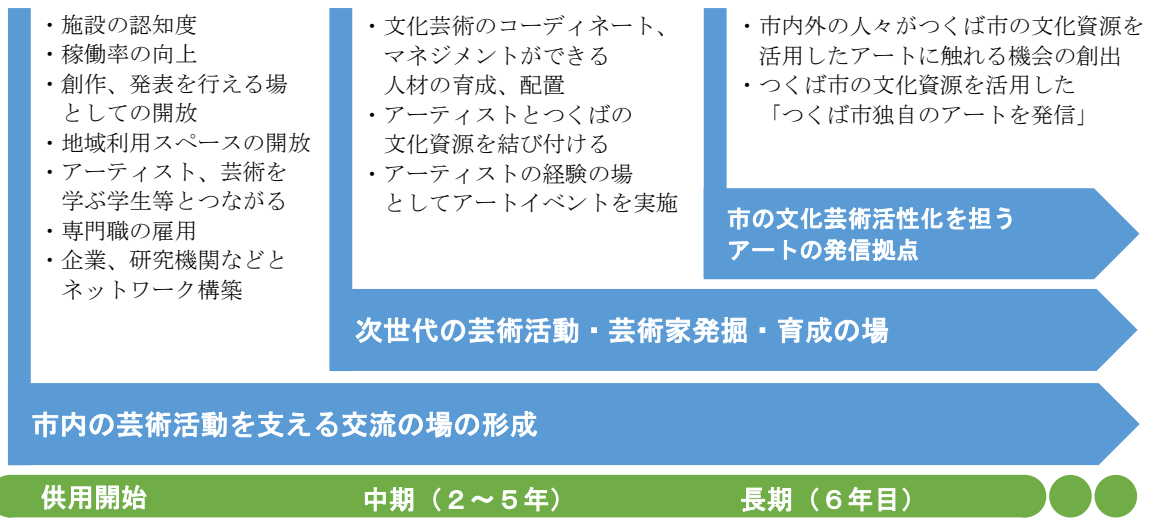 ・施設の認知度
・稼働率の向上
・創作、発表を行える場
としての開放
・地域利用スペースの開放
・アーティスト、芸術を
学ぶ学生等とつながる
・専門職の雇用
・企業、研究機関などと
ネットワーク構築
・文化芸術のコーディネート、
マネジメントができる
人材の育成、配置
・アーティストとつくばの
文化資源を結び付ける
・アーティストの経験の場
としてアートイベントを実施
・市内外の人々がつくば市の文化資源を
活用したアートに触れる機会の創出
・つくば市の文化資源を活用した
「つくば市独自のアートを発信」
市の文化芸術活性化を担う
アートの発信拠点
次世代の芸術活動・芸術家発掘・育成の場
市内の芸術活動を支える交流の場の形成
供用開始
中期（２～５年）
長期（６年目）